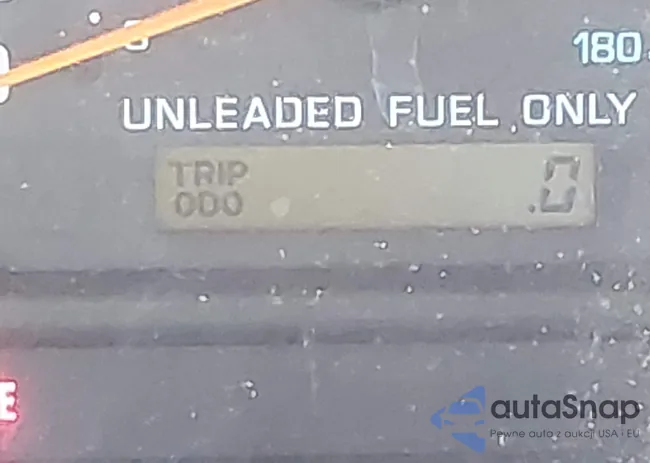 180
UNLEADED FUEL ONLY
TRIP
ODO .0
E
autaSnap
Pewne auta z aukcji USA i EU